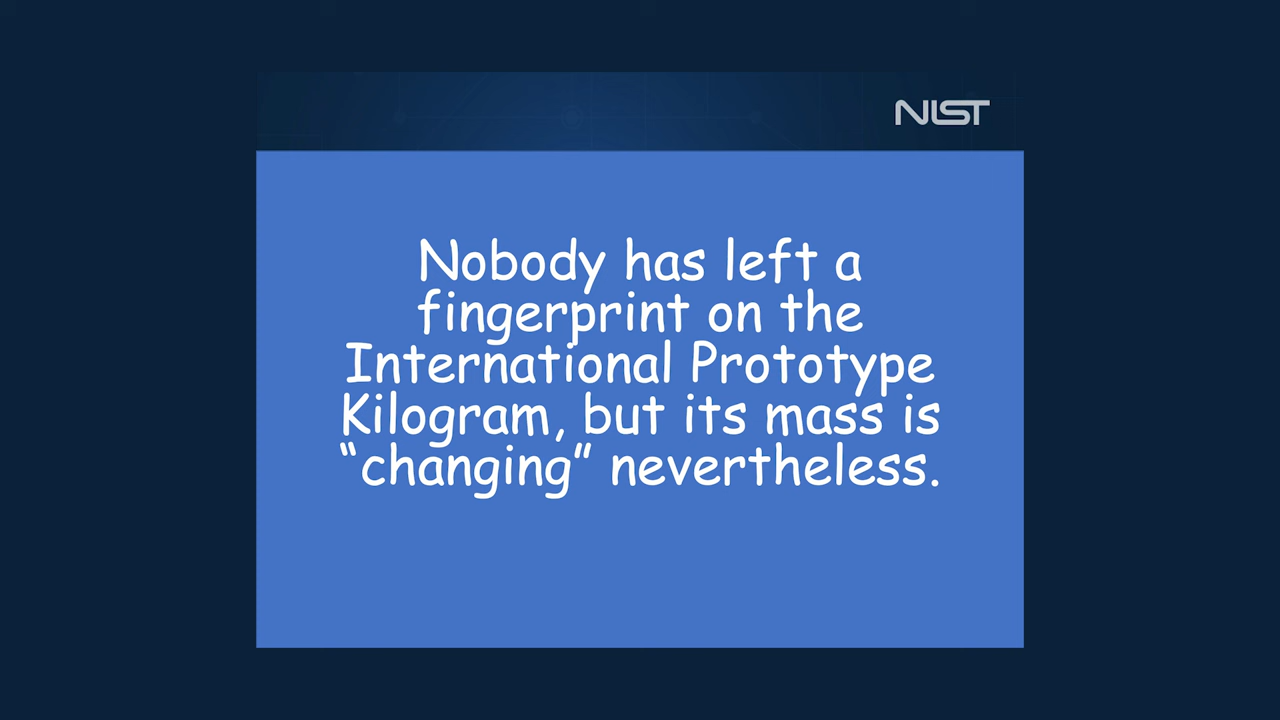 NIST
Nobody has left a
fingerprint on the
International Prototype
Kilogram, but its mass is
“changing” nevertheless.